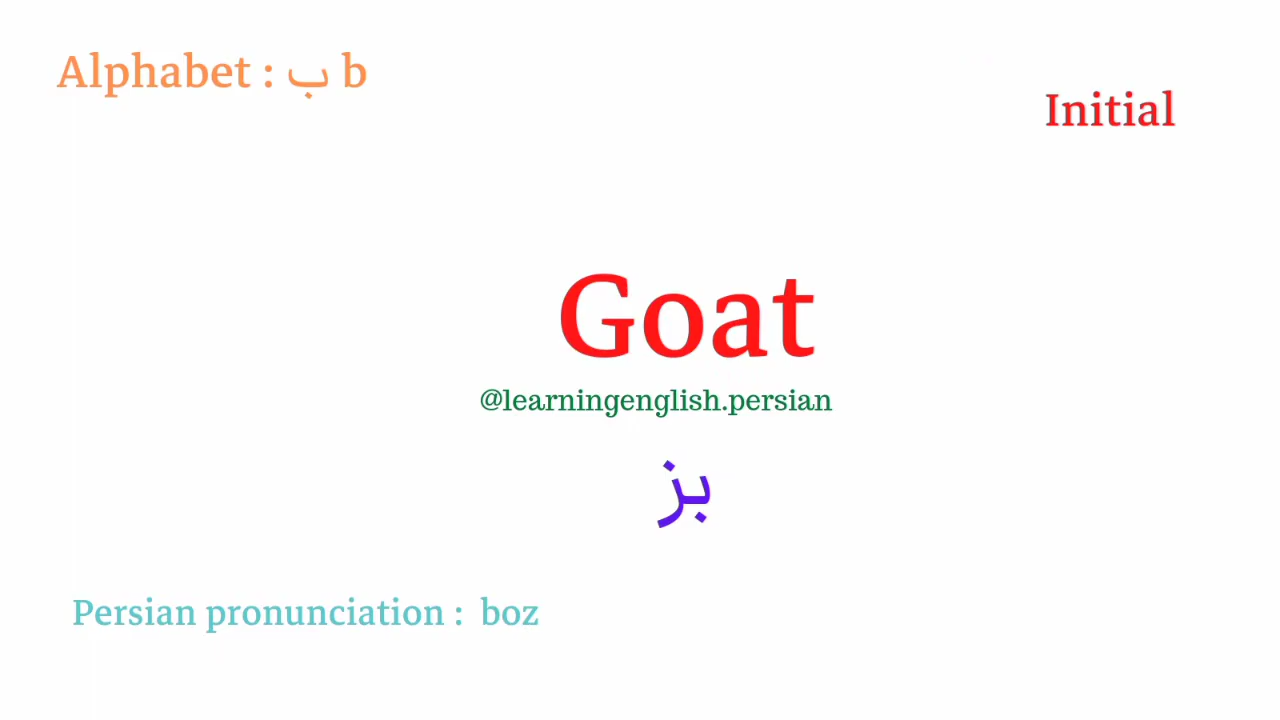 Alphabet : ب b
Initial
Goat
@learningenglish.persian
بز
Persian pronunciation : boz